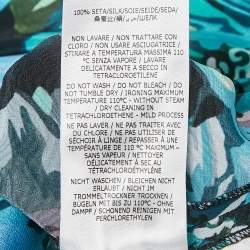 100% SETA/SILK/SOIE/SEIDE/SEDA/
NON LAVARE / NON TRATTARE CON
CLORO / NON USARE ASCIUGATRICE /
STIRARE A TEMPERATURA MASSIMA 110
°C SENZA VAPORE / LAVARE
DELICATAMENTE A SECCO IN
TETRACLOROETILENE
DO NOT WASH / DO NOT BLEACH /
DO NOT TUMBLE DRY / IRONING MAXIMUM
TEMPERATURE 110°C - WITHOUT STEAM
/ DRY CLEANING IN
TETRACHLOROETHENE - MILD PROCESS
NE PAS LAVER / NE PAS TRAITER AVEC
DU CHLORE / NE PAS UTILISER DE
SÉCHOIR À LINGE / REPASSER À UNE
TEMPÉRATURE DE 110 °C MAXIMUM -
SANS VAPEUR / NETTOYER
DÉLICATEMENT À SEC AU
TÉTRACHLOROÉTHYLÈNE
NICHT WASCHEN / BLEICHEN NICHT
ERLAUBT / NICHT IM
TROMMELTROCKNER TROCKNEN /
BÜGELN MIT BIS ZU 110°C - OHNE
DAMPF / SCHONEND REINIGEN MIT
PERCHLORETHYLEN